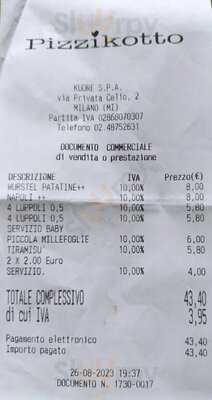 Pizzikotto
KUORE S.P.A.
via Privata Celio, 2
MILANO (MI)
Partita IVA 02868070307
Telefono 02.48752631
DOCUMENTO COMMERCIALE
di vendita o prestazione
DESCRIZIONE IVA Prezzo(€)
WURSTEL PATATINE++ 10,00% 8,00
NAPOLI ++ 10,00% 8,00
4 LUPPOLI 0,5 10,00% 5,80
4 LUPPOLI 0,5 10,00% 5,80
SERVIZIO BABY
PICCOLA MILLEFOGLIE 10,00% 6,00
TIRAMISU' 10,00% 5,80
2 X 2.00 Euro
SERVIZIO. 10,00% 4,00
TOTALE COMPLESSIVO 43,40
di cui IVA 3,95
Pagamento elettronico 43,40
Importo pagato 43,40
26-08-2023 19:37
DOCUMENTO N. 1730-0017